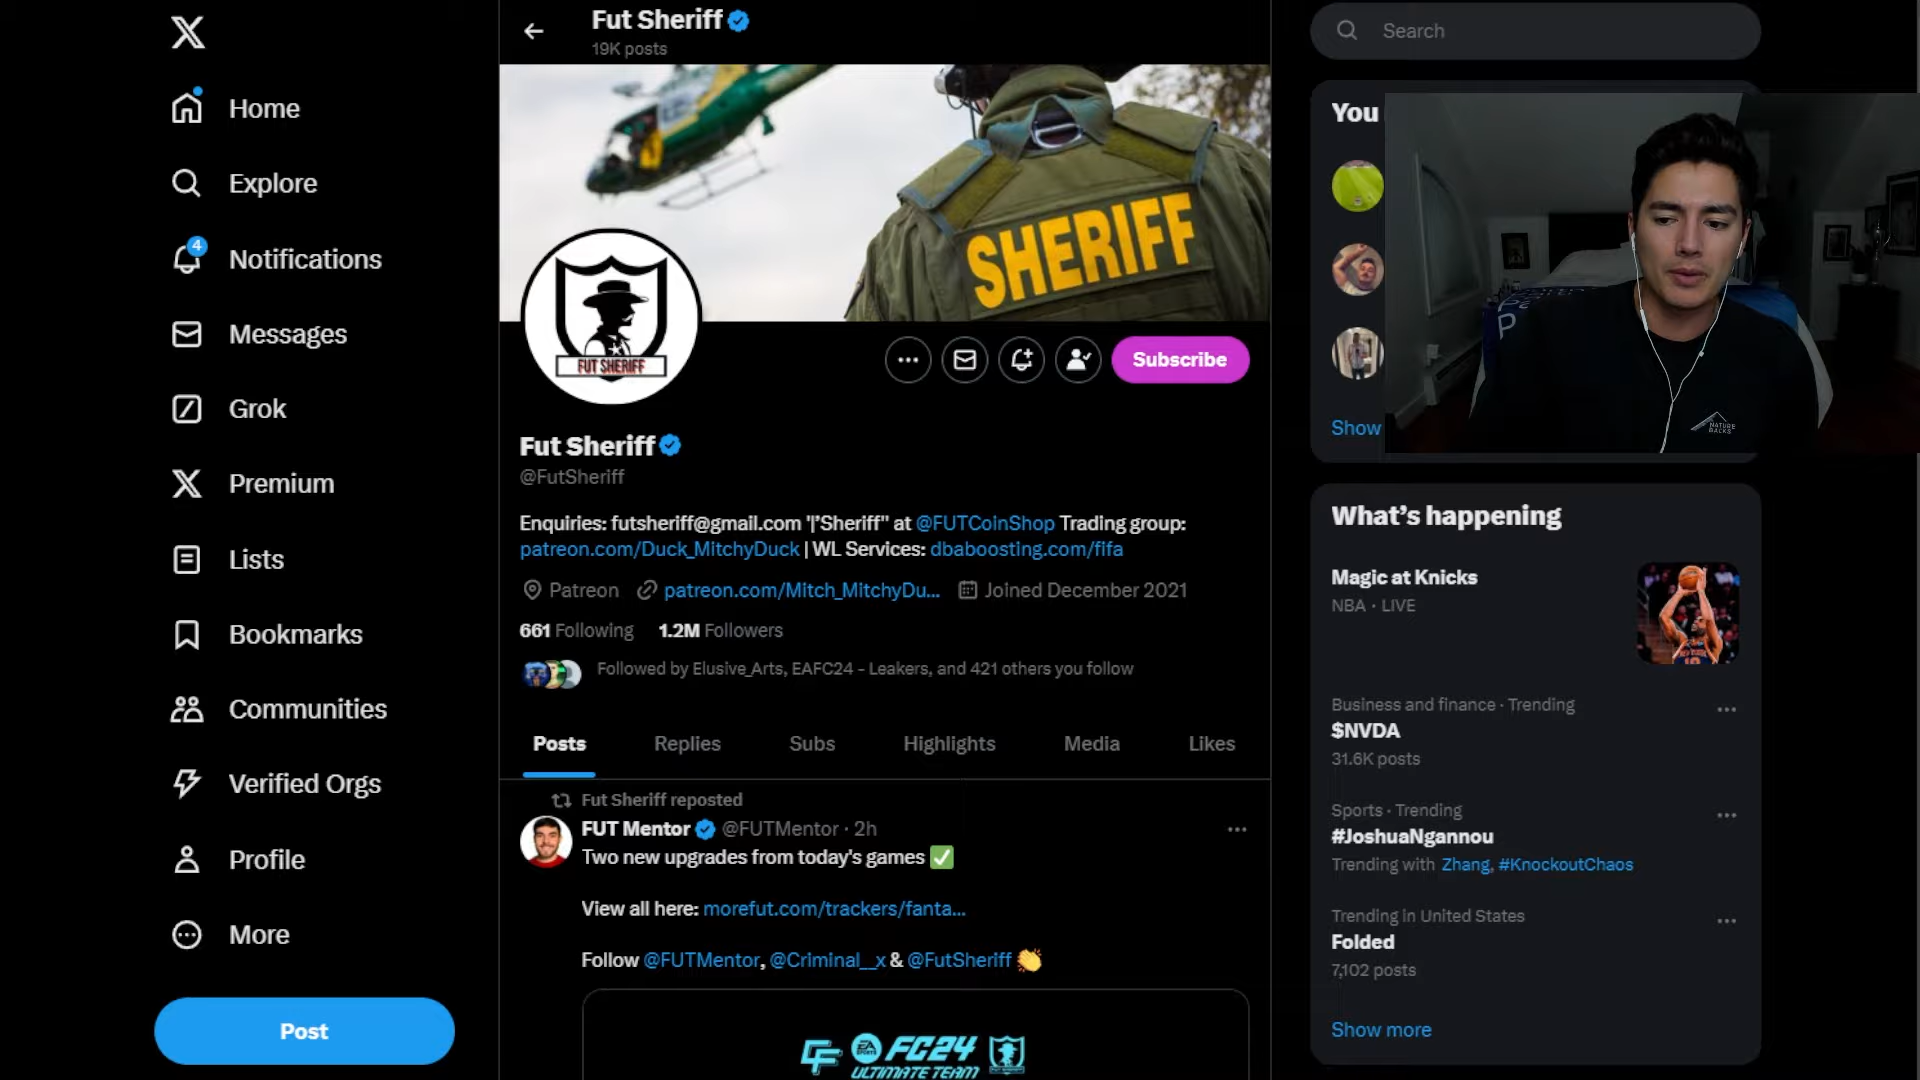 Home
Explore
4
Notifications
Messages
Grok
Premium
Lists
Bookmarks
Communities
Verified Orgs
Profile
More
Post
Fut Sheriff
19K posts
SHERIFF
FUT SHERIFF
Subscribe
Fut Sheriff
@FutSheriff
Enquiries: futsheriff@gmail.com '|'Sheriff" at @FUTCoinShop Trading group:
patreon.com/Duck_MitchyDuck | WL Services: dbaboosting.com/fifa
Patreon patreon.com/Mitch_MitchyDu... Joined December 2021
661 Following 1.2M Followers
Followed by Elusive_Arts, EAFC24 - Leakers, and 421 others you follow
Posts Replies Subs Highlights Media Likes
Fut Sheriff reposted
FUT Mentor @FUTMentor · 2h
Two new upgrades from today's games ✅
View all here: morefut.com/trackers/fanta...
Follow @FUTMentor, @Criminal__x & @FutSheriff 👏
EA SPORTS FC24
ULTIMATE TEAM
Search
You
Show
NATURE
BACKS
What's happening
Magic at Knicks
NBA · LIVE
Business and finance · Trending
$NVDA
31.6K posts
Sports · Trending
#JoshuaNgannou
Trending with Zhang, #KnockoutChaos
Trending in United States
Folded
7,102 posts
Show more